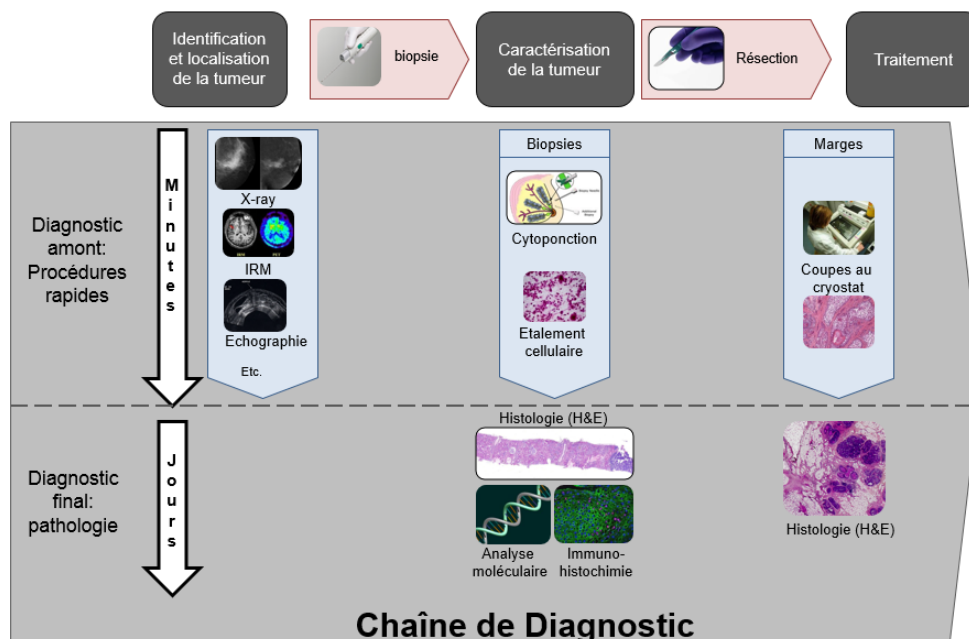 Identification
et localisation
de la tumeur
biopsie
Caractérisation
de la tumeur
Résection
Traitement
Diagnostic
amont:
Procédures
rapides
Minutes
X-ray
IRM
Echographie
Etc.
Biopsies
Cytoponction
Etalement
cellulaire
Marges
Coupes au
cryostat
Diagnostic
final:
pathologie
Jours
Histologie (H&E)
Analyse
moléculaire
Immuno-
histochimie
Histologie (H&E)
Chaîne de Diagnostic